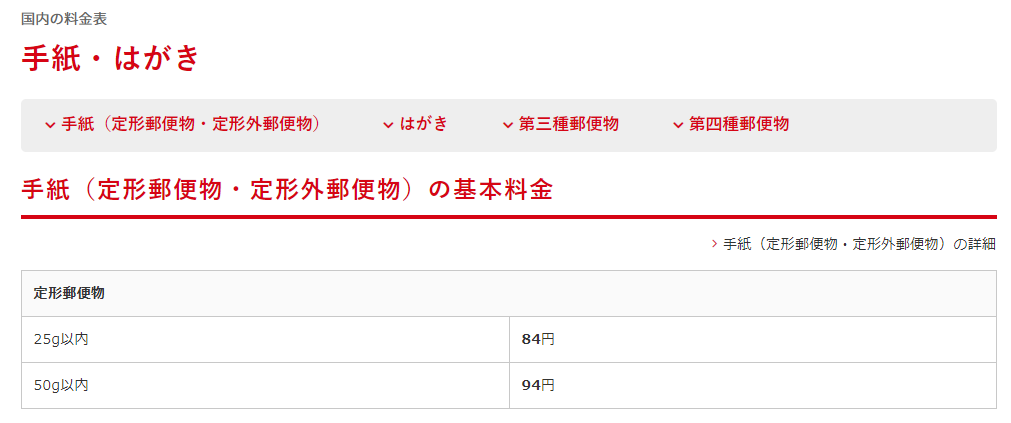 国内の料金表
手紙・はがき
手紙（定形郵便物・定形外郵便物） はがき 第三種郵便物 第四種郵便物
手紙（定形郵便物・定形外郵便物）の基本料金
手紙（定形郵便物・定形外郵便物）の詳細
定形郵便物
25g以内 84円
50g以内 94円